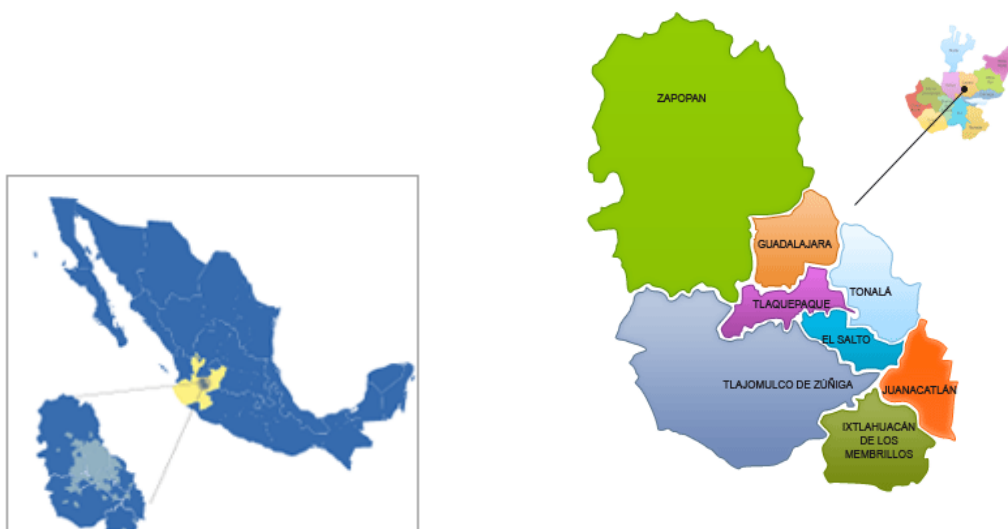 ZAPOPAN
GUADALAJARA
TONALÁ
TLAQUEPAQUE
EL SALTO
TLAJOMULCO DE ZÚÑIGA
JUANACATLÁN
IXTLAHUACÁN
DE LOS
MEMBRILLOS